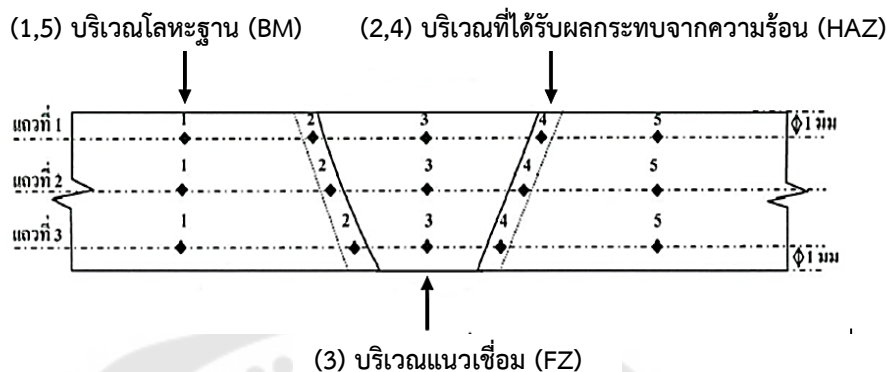 (1,5) บริเวณโลหะฐาน (BM) (2,4) บริเวณที่ได้รับผลกระทบจากความร้อน (HAZ)
แถวที่ 1 1 2 3 4 5 1 มม
แถวที่ 2 1 2 3 4 5
แถวที่ 3 1 2 3 4 5 1 มม
(3) บริเวณแนวเชื่อม (FZ)